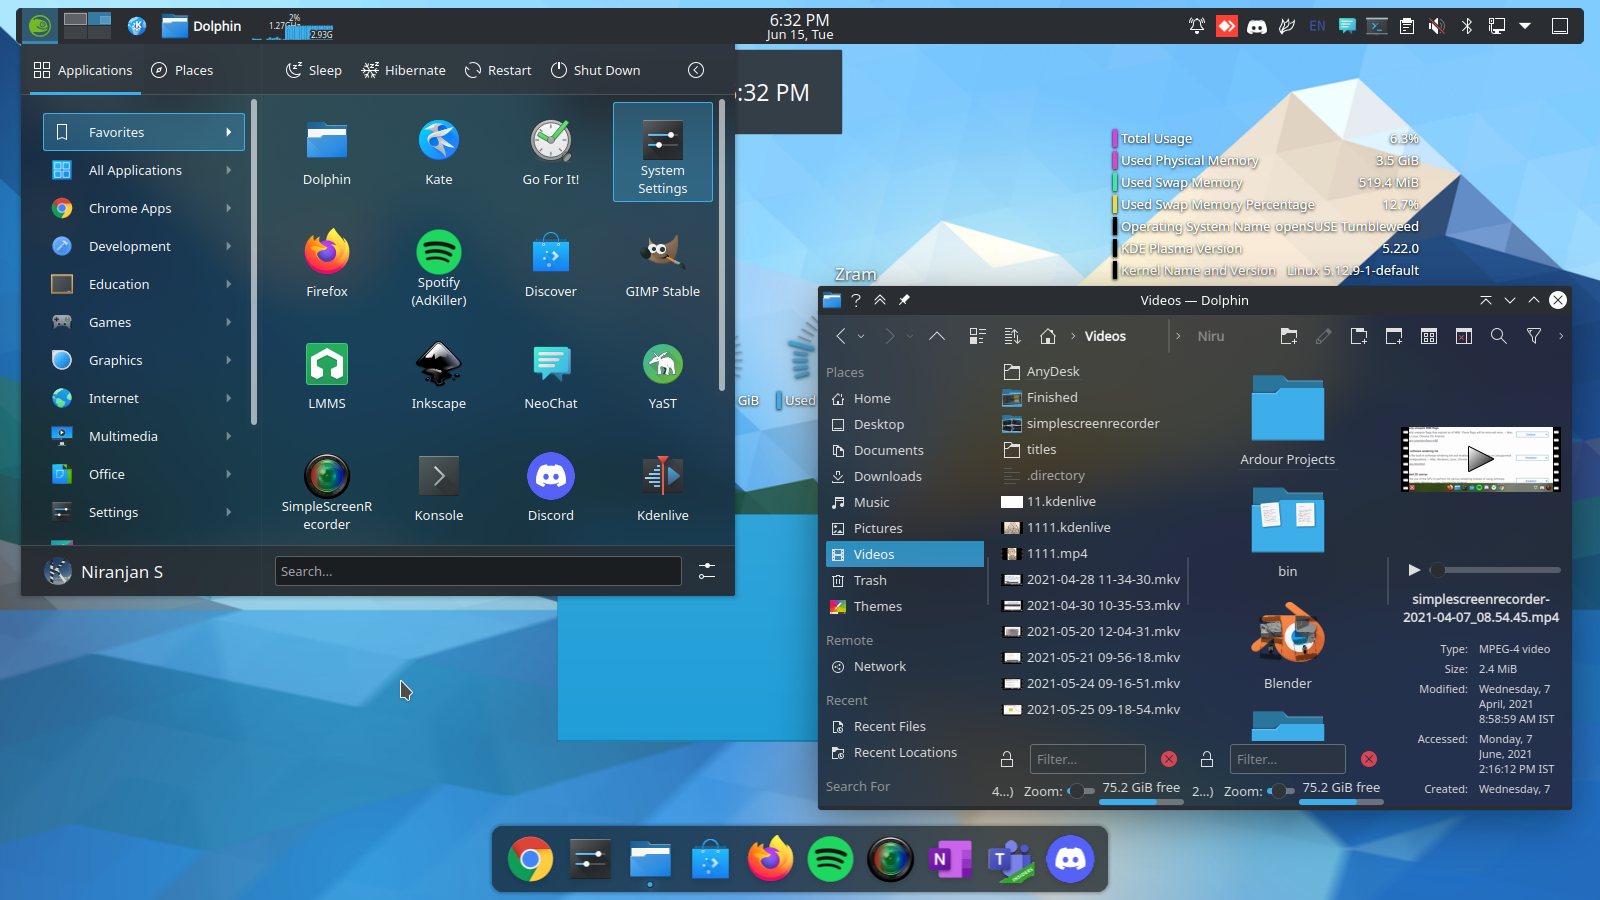 Dolphin
2%
1.27GHz
2.93G
6:32 PM
Jun 15, Tue
EN
Applications
Places
Sleep
Hibernate
Restart
Shut Down
Favorites
All Applications
Chrome Apps
Development
Education
Games
Graphics
Internet
Multimedia
Office
Settings
Dolphin
Kate
Go For It!
System
Settings
Firefox
Spotify
(AdKiller)
Discover
GIMP Stable
LMMS
Inkscape
NeoChat
YaST
SimpleScreenR
ecorder
Konsole
Discord
Kdenlive
Niranjan S
Search...
:32 PM
Total Usage 6.3%
Used Physical Memory 3.5 GiB
Used Swap Memory 519.4 MiB
Used Swap Memory Percentage 12.7%
Operating System Name openSUSE Tumbleweed
KDE Plasma Version 5.22.0
Kernel Name and Version Linux 5.12.9-1-default
Zram
GiB Used
Videos — Dolphin
Videos
Niru
Places
Home
Desktop
Documents
Downloads
Music
Pictures
Videos
Trash
Themes
Remote
Network
Recent
Recent Files
Recent Locations
Search For
AnyDesk
Finished
simplescreenrecorder
titles
.directory
11.kdenlive
1111.kdenlive
1111.mp4
2021-04-28 11-34-30.mkv
2021-04-30 10-35-53.mkv
2021-05-20 12-04-31.mkv
2021-05-21 09-56-18.mkv
2021-05-24 09-16-51.mkv
2021-05-25 09-18-54.mkv
Filter...
4...) Zoom: 75.2 GiB free
Ardour Projects
bin
Blender
Filter...
2...) Zoom: 75.2 GiB free
simplescreenrecorder-
2021-04-07_08.54.45.mp4
Type: MPEG-4 video
Size: 2.4 MiB
Modified: Wednesday, 7
April, 2021
8:58:59 AM IST
Accessed: Monday, 7
June, 2021
2:16:12 PM IST
Created: Wednesday, 7